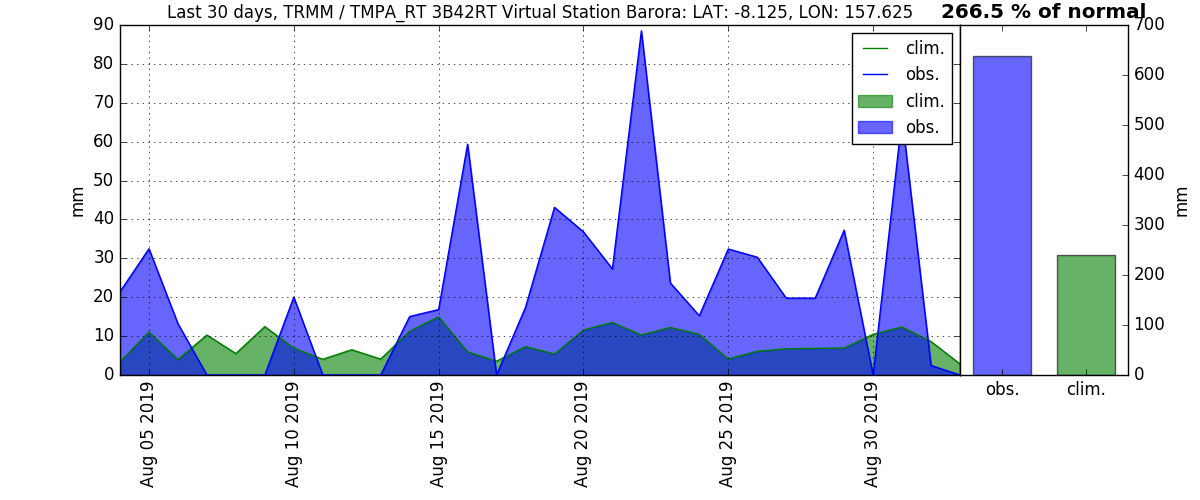 Last 30 days, TRMM / TMPA_RT 3B42RT Virtual Station Barora: LAT: -8.125, LON: 157.625
266.5 % of normal
90
80
70
60
50
40
30
20
10
0
mm
clim.
obs.
clim.
obs.
Aug 05 2019
Aug 10 2019
Aug 15 2019
Aug 20 2019
Aug 25 2019
Aug 30 2019
700
600
500
400
300
200
100
0
mm
obs.
clim.